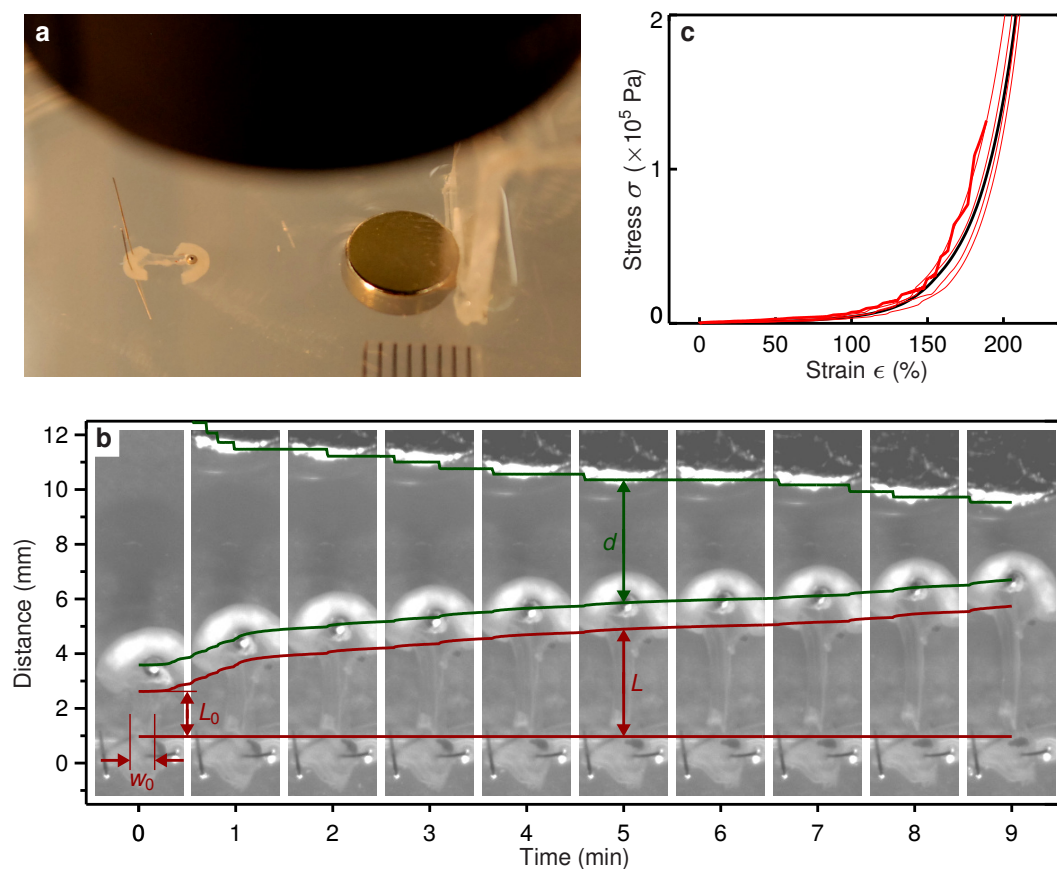 a
c
Stress σ (×10⁵ Pa)
2
1
0
0 50 100 150 200
Strain ϵ (%)
b
Distance (mm)
12
10
8
6
4
2
0
d
L
L₀
w₀
0 1 2 3 4 5 6 7 8 9
Time (min)